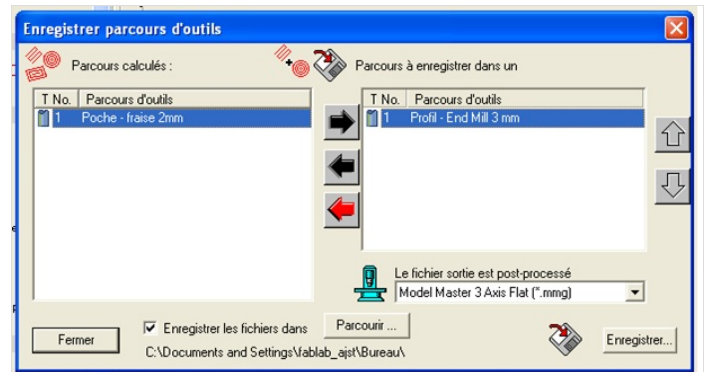 Enregistrer parcours d'outils
Parcours calculés :
Parcours à enregistrer dans un
T No. Parcours d'outils
1 Poche - fraise 2mm
T No. Parcours d'outils
1 Profil - End Mill 3 mm
Le fichier sortie est post-processé
Model Master 3 Axis Flat (*.mmg)
Enregistrer les fichiers dans
Parcourir ...
Fermer
Enregistrer...
C:\Documents and Settings\fablab_ajst\Bureau\